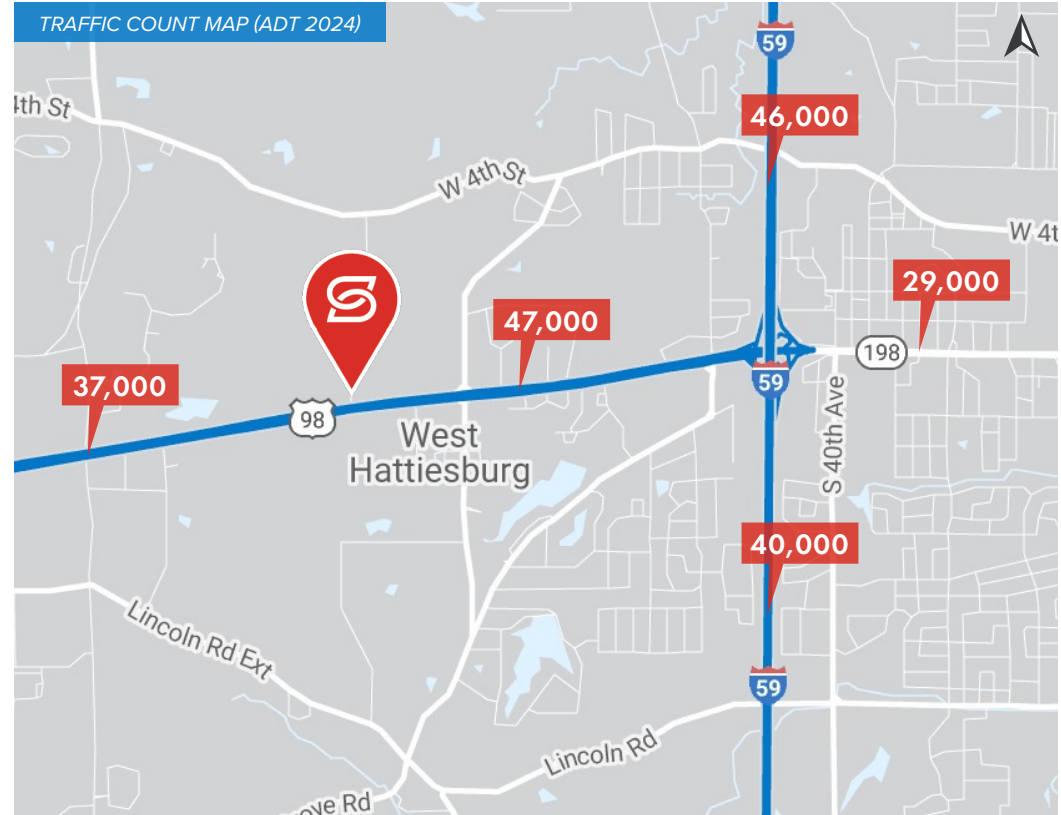 TRAFFIC COUNT MAP (ADT 2024)
59
4th St
46,000
W 4th St
W 4t
29,000
47,000
198
37,000
59
98
West
Hattiesburg
S 40th Ave
40,000
Lincoln Rd Ext
59
Lincoln Rd
ove Rd